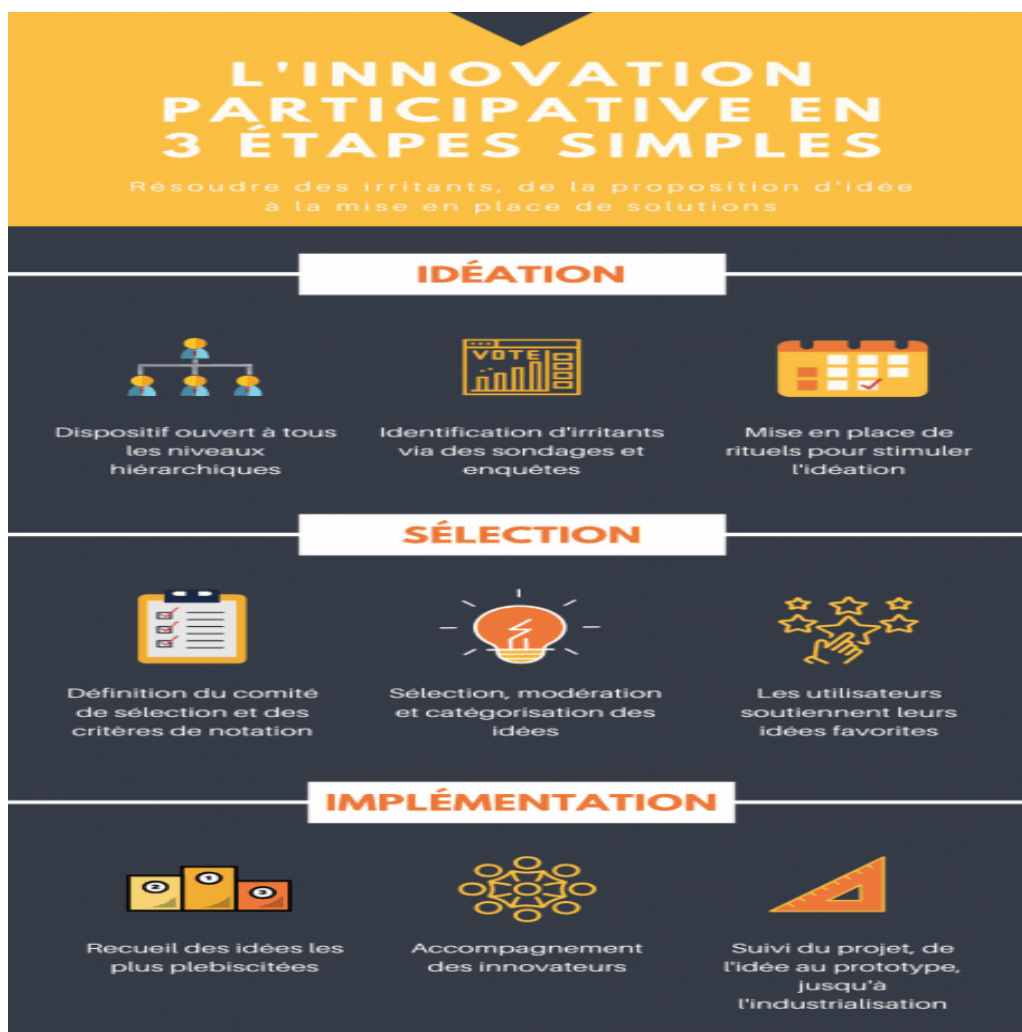 L'INNOVATION
PARTICIPATIVE EN
3 ÉTAPES SIMPLES
Résoudre des irritants, de la proposition d'idée
à la mise en place de solutions
IDÉATION
Dispositif ouvert à tous
les niveaux
hiérarchiques
VOTE
Identification d'irritants
via des sondages et
enquêtes
Mise en place de
rituels pour stimuler
l'idéation
SÉLECTION
Définition du comité
de sélection et des
critères de notation
Sélection, modération
et catégorisation des
idées
Les utilisateurs
soutiennent leurs
idées favorites
IMPLÉMENTATION
2 1 3
Recueil des idées les
plus plebiscitées
Accompagnement
des innovateurs
Suivi du projet, de
l'idée au prototype,
jusqu'à
l'industrialisation